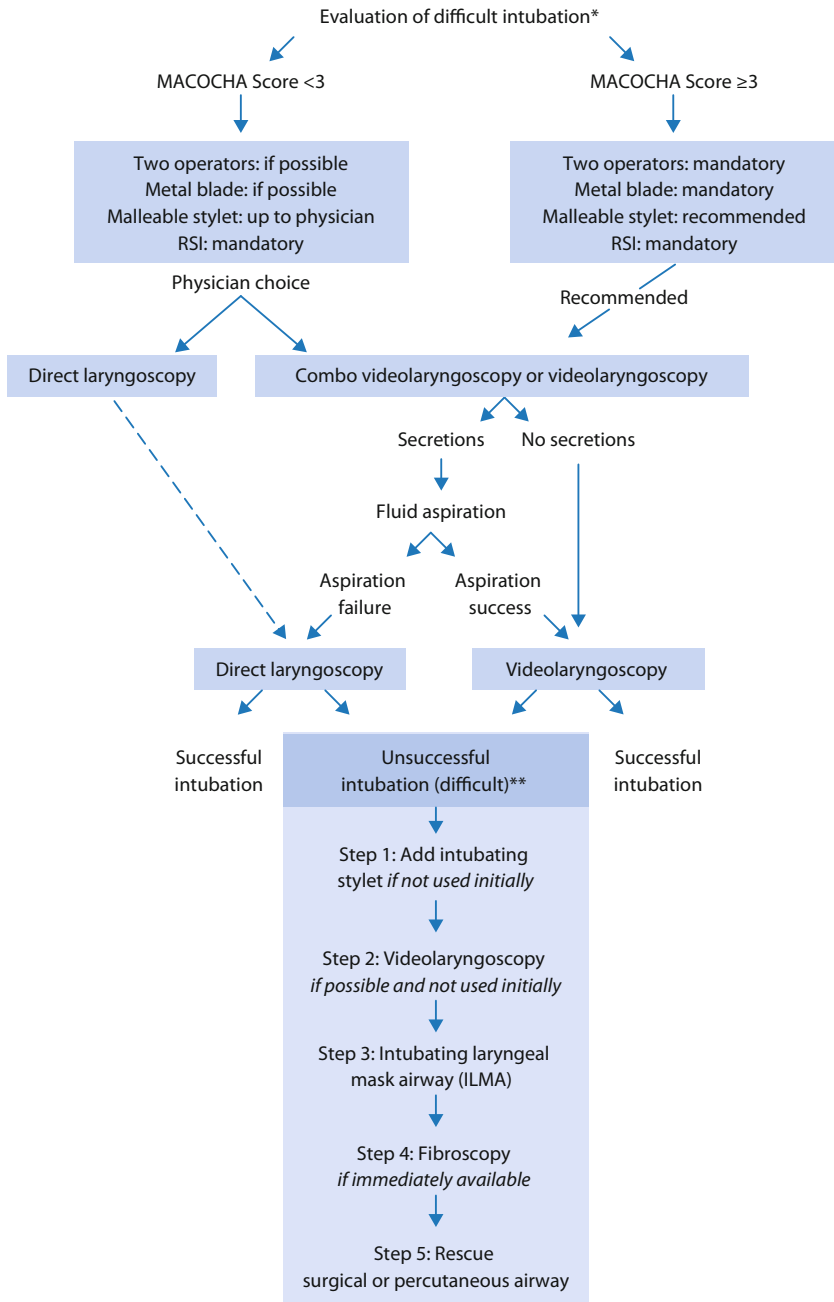 Evaluation of difficult intubation*
MACOCHA Score <3
MACOCHA Score ≥3
Two operators: if possible
Metal blade: if possible
Malleable stylet: up to physician
RSI: mandatory
Two operators: mandatory
Metal blade: mandatory
Malleable stylet: recommended
RSI: mandatory
Physician choice
Recommended
Direct laryngoscopy
Combo videolaryngoscopy or videolaryngoscopy
Secretions
No secretions
Fluid aspiration
Aspiration
failure
Aspiration
success
Direct laryngoscopy
Videolaryngoscopy
Successful
intubation
Unsuccessful
intubation (difficult)**
Successful
intubation
Step 1: Add intubating
stylet if not used initially
Step 2: Videolaryngoscopy
if possible and not used initially
Step 3: Intubating laryngeal
mask airway (ILMA)
Step 4: Fibroscopy
if immediately available
Step 5: Rescue
surgical or percutaneous airway